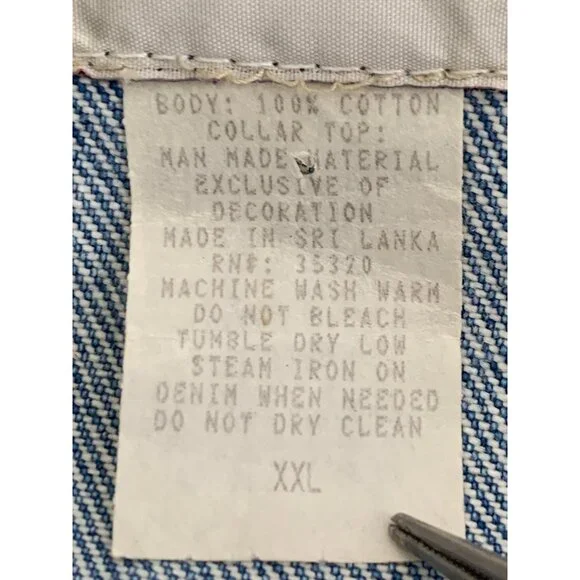 BODY: 100% COTTON
COLLAR TOP:
MAN MADE MATERIAL
EXCLUSIVE OF
DECORATION
MADE IN SRI LANKA
RN#: 35320
MACHINE WASH WARM
DO NOT BLEACH
TUMBLE DRY LOW
STEAM IRON ON
DENIM WHEN NEEDED
DO NOT DRY CLEAN
XXL